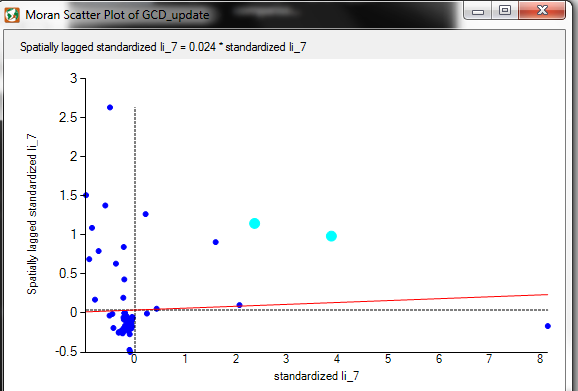 Moran Scatter Plot of GCD_update
Spatially lagged standardized li_7 = 0.024 * standardized li_7
3
2.5
2
1.5
1
0.5
0
-0.5
Spatially lagged standardized li_7
0 1 2 3 4 5 6 7 8
standardized li_7